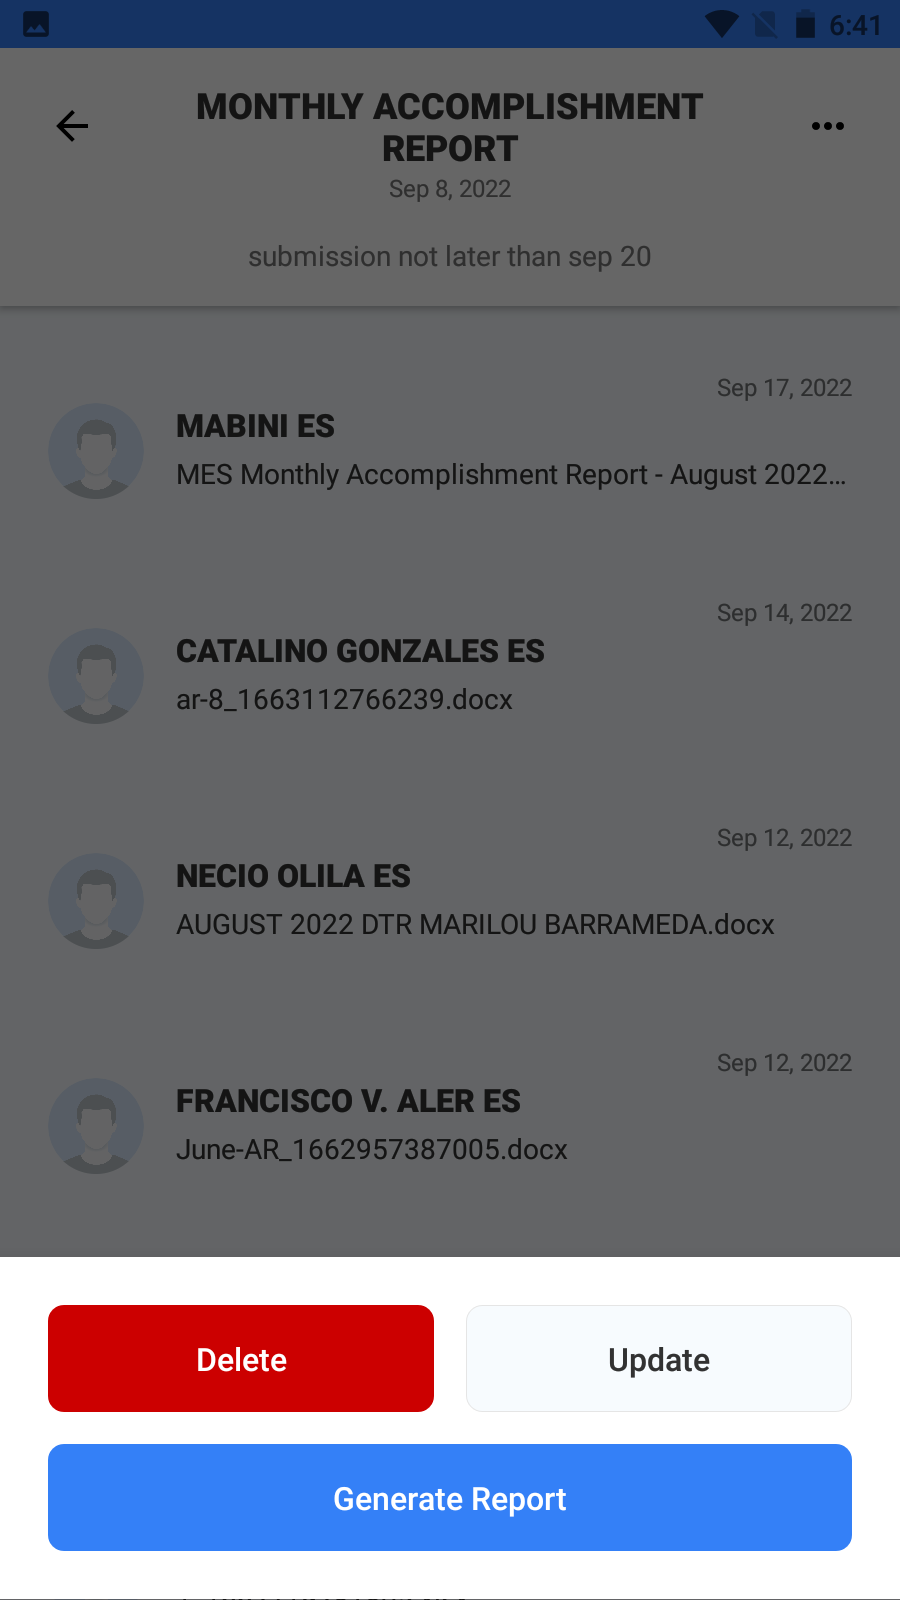 6:41
MONTHLY ACCOMPLISHMENT
REPORT
Sep 8, 2022
submission not later than sep 20
Sep 17, 2022
MABINI ES
MES Monthly Accomplishment Report - August 2022...
Sep 14, 2022
CATALINO GONZALES ES
ar-8_1663112766239.docx
Sep 12, 2022
NECIO OLILA ES
AUGUST 2022 DTR MARILOU BARRAMEDA.docx
Sep 12, 2022
FRANCISCO V. ALER ES
June-AR_1662957387005.docx
Delete
Update
Generate Report